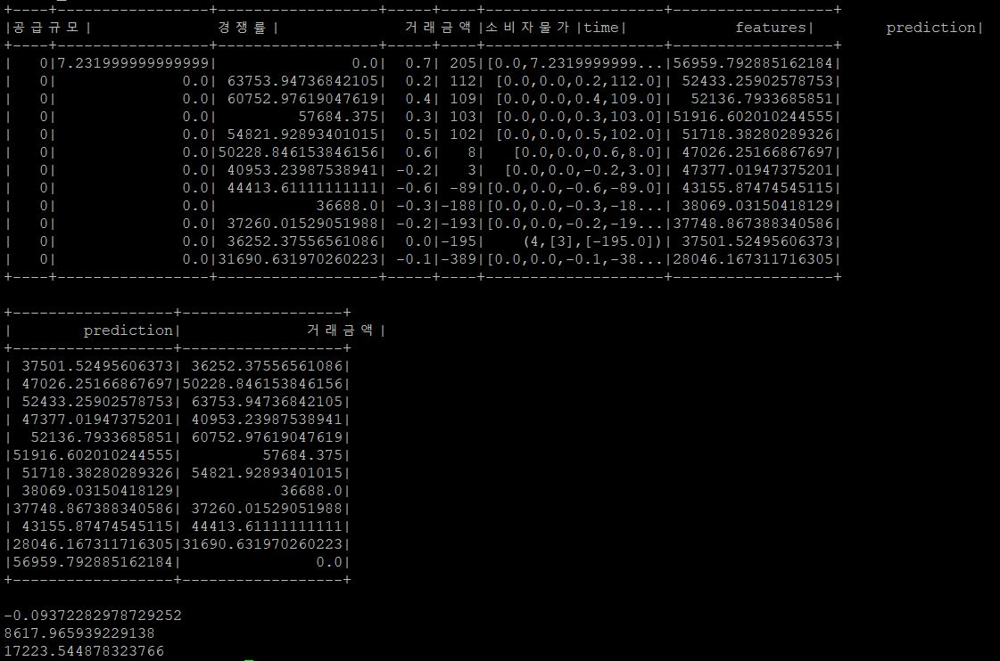 +----+------------------+------------------+-----+----+--------------------+------------------+
|공급규모|            경쟁률|            거래금액|소비자물가|time|            features|        prediction|
+----+------------------+------------------+-----+----+--------------------+------------------+
|   0|7.231999999999999|               0.0|  0.7| 205|[0.0,7.2319999999...|56959.792885162184|
|   0|              0.0| 63753.94736842105|  0.2| 112| [0.0,0.0,0.2,112.0]| 52433.25902578753|
|   0|              0.0| 60752.97619047619|  0.4| 109| [0.0,0.0,0.4,109.0]|  52136.7933685851|
|   0|              0.0|         57684.375|  0.3| 103| [0.0,0.0,0.3,103.0]|51916.602010244555|
|   0|              0.0| 54821.92893401015|  0.5| 102| [0.0,0.0,0.5,102.0]| 51718.38280289326|
|   0|              0.0|50228.846153846156|  0.6|   8|   [0.0,0.0,0.6,8.0]| 47026.25166867697|
|   0|              0.0| 40953.23987538941| -0.2|   3|  [0.0,0.0,-0.2,3.0]| 47377.01947375201|
|   0|              0.0| 44413.61111111111| -0.6| -89|[0.0,0.0,-0.6,-89.0]| 43155.87474545115|
|   0|              0.0|           36688.0| -0.3|-188|[0.0,0.0,-0.3,-18...| 38069.03150418129|
|   0|              0.0| 37260.01529051988| -0.2|-193|[0.0,0.0,-0.2,-19...|37748.867388340586|
|   0|              0.0| 36252.37556561086|  0.0|-195|    (4,[3],[-195.0])| 37501.52495606373|
|   0|              0.0|31690.631970260223| -0.1|-389|[0.0,0.0,-0.1,-38...|28046.167311716305|
+----+------------------+------------------+-----+----+--------------------+------------------+
+------------------+------------------+
|        prediction|            거래금액|
+------------------+------------------+
| 37501.52495606373| 36252.37556561086|
| 47026.25166867697|50228.846153846156|
| 52433.25902578753| 63753.94736842105|
| 47377.01947375201| 40953.23987538941|
|  52136.7933685851| 60752.97619047619|
|51916.602010244555|         57684.375|
| 51718.38280289326| 54821.92893401015|
| 38069.03150418129|           36688.0|
|37748.867388340586| 37260.01529051988|
| 43155.87474545115| 44413.61111111111|
|28046.167311716305|31690.631970260223|
|56959.792885162184|               0.0|
+------------------+------------------+
-0.09372282978729252
8617.965939229138
17223.544878323766